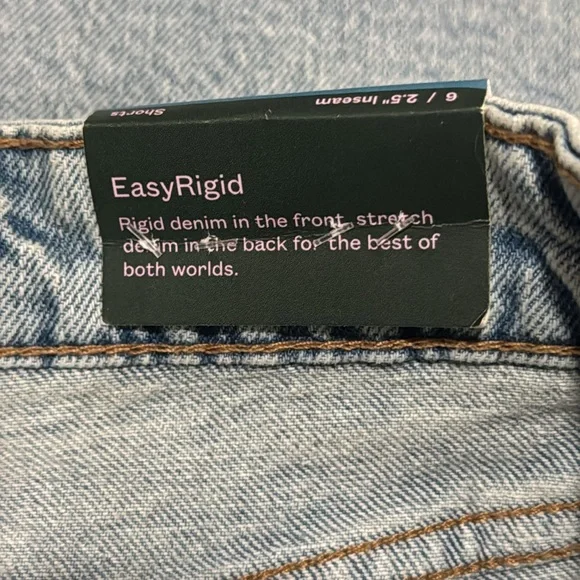 Shorts 6 / 2.5" Inseam
EasyRigid
Rigid denim in the front, stretch
denim in the back for the best of
both worlds.